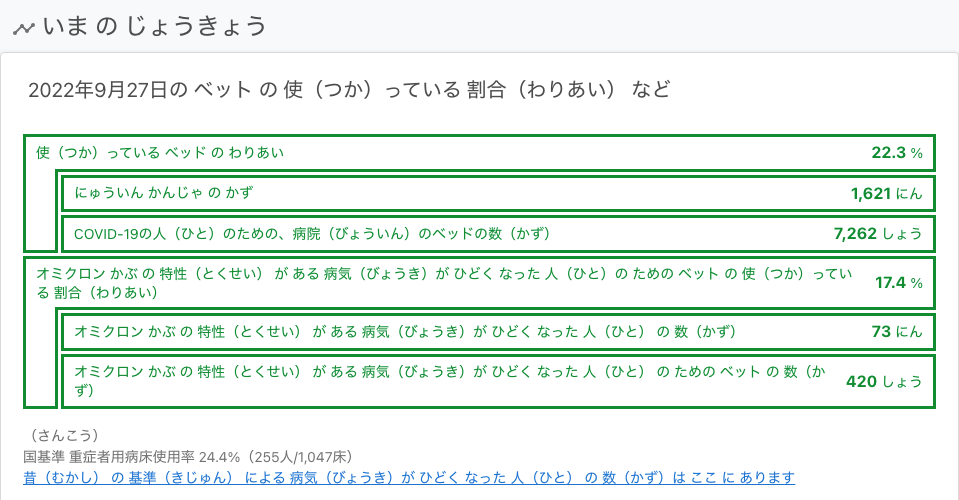 いま の じょうきょう
2022年9月27日の ベット の 使（つか）っている 割合（わりあい） など
使（つか）っている ベッド の わりあい 22.3 %
にゅういん かんじゃ の かず 1,621 にん
COVID-19の人（ひと）のための、病院（びょういん）のベッドの数（かず） 7,262 しょう
オミクロン かぶ の 特性（とくせい） が ある 病気（びょうき）が ひどく なった 人（ひと）の ための ベット の 使（つか）ってい
る 割合（わりあい） 17.4 %
オミクロン かぶ の 特性（とくせい） が ある 病気（びょうき）が ひどく なった 人（ひと） の 数（かず） 73 にん
オミクロン かぶ の 特性（とくせい） が ある 病気（びょうき）が ひどく なった 人（ひと） の ための ベット の 数（か
ず） 420 しょう
（さんこう）
国基準 重症者用病床使用率 24.4%（255人/1,047床）
昔（むかし） の 基準（きじゅん） による 病気（びょうき）が ひどく なった 人（ひと） の 数（かず）は ここ に あります